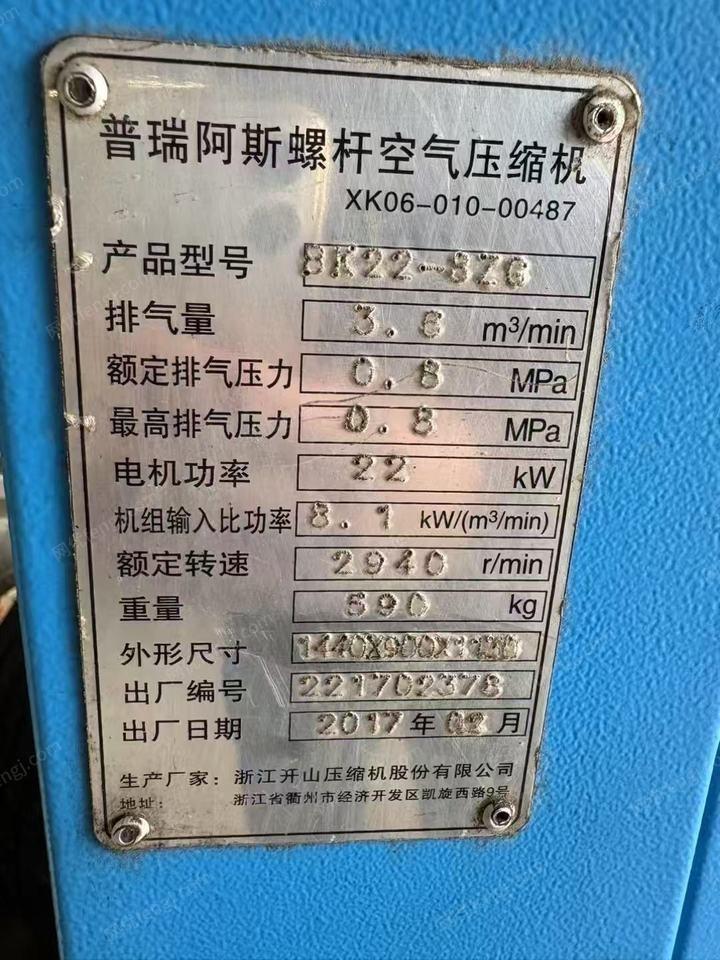 普瑞阿斯螺杆空气压缩机
XK06-010-00487
产品型号 BK22-8ZG
排气量 3.6 m³/min
额定排气压力 0.8 MPa
最高排气压力 0.8 MPa
电机功率 22 kW
机组输入比功率 8.1 kW/(m³/min)
额定转速 2940 r/min
重量 590 kg
外形尺寸
出厂编号 221702378
出厂日期 2017年02月
生产厂家：浙江开山压缩机股份有限公司
地址： 浙江省衢州市经济开发区凯旋西路9号